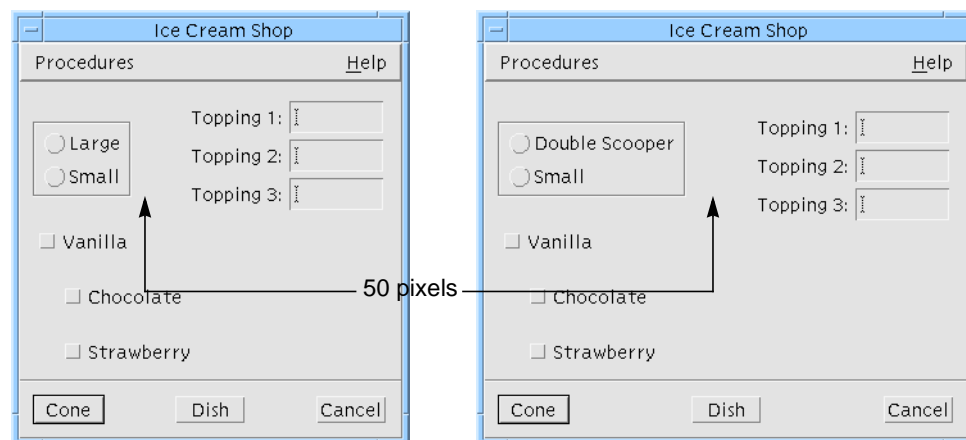 Ice Cream Shop
Procedures Help
Large
Small
Topping 1:
Topping 2:
Topping 3:
Vanilla
Chocolate
Strawberry
Cone Dish Cancel
50 pixels
Ice Cream Shop
Procedures Help
Double Scooper
Small
Topping 1:
Topping 2:
Topping 3:
Vanilla
Chocolate
Strawberry
Cone Dish Cancel